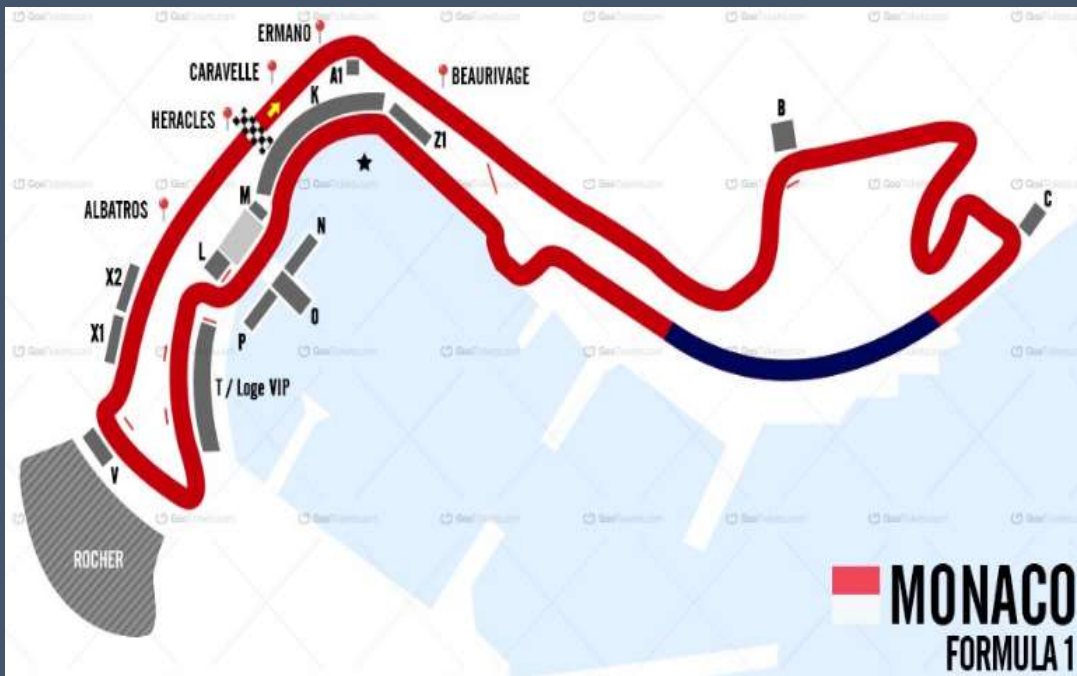 ERMANO
CARAVELLE
A1
BEAURIVAGE
K
HERACLES
B
Z1
M
ALBATROS
C
N
L
X2
O
P
X1
T / Loge VIP
V
ROCHER
MONACO
FORMULA 1